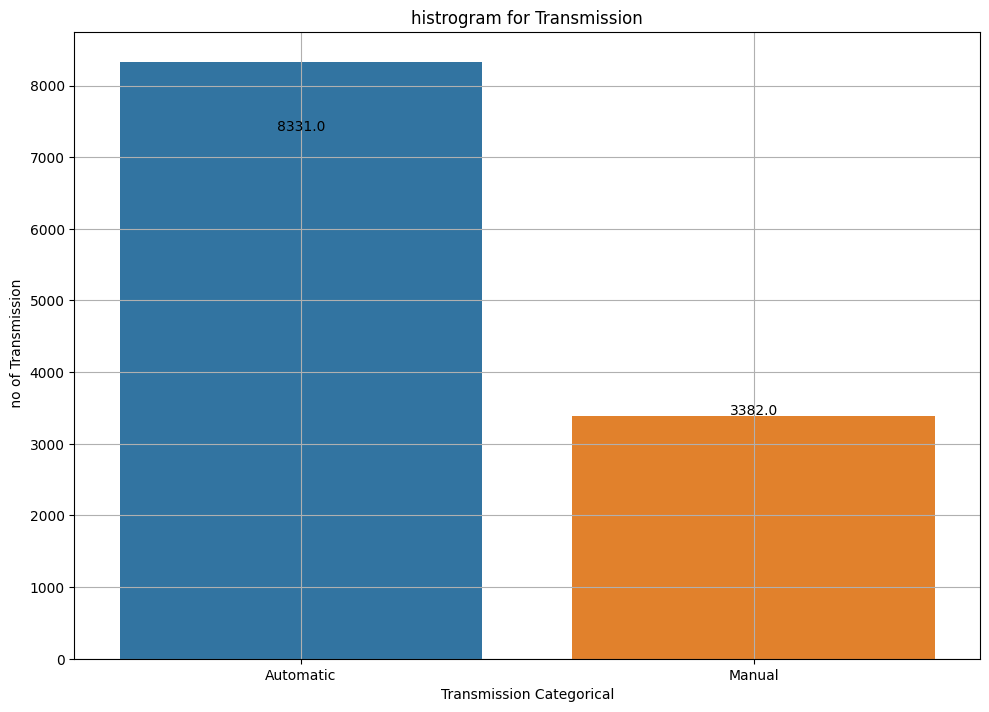 histrogram for Transmission
8000
7000
6000
5000
4000
3000
2000
1000
0
no of Transmission
8331.0
3382.0
Automatic
Manual
Transmission Categorical